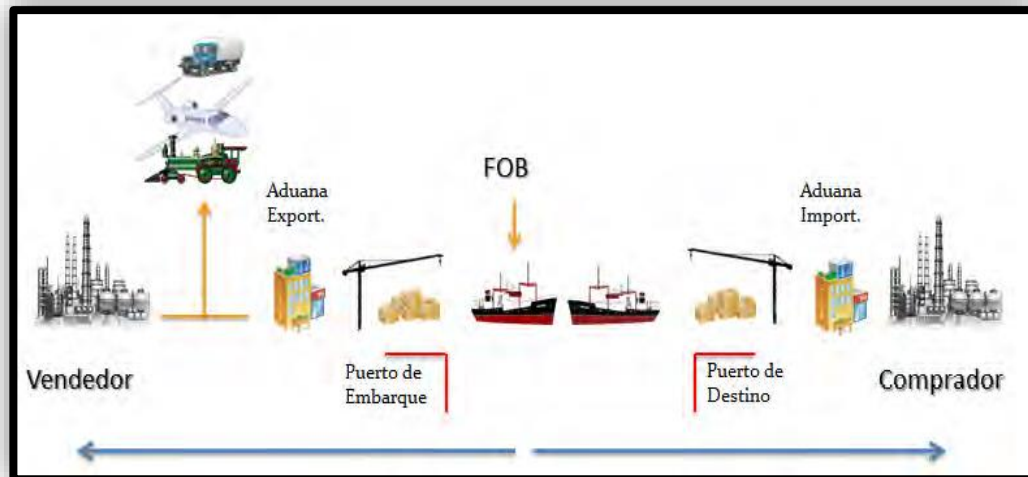 FOB
Aduana
Export.
Aduana
Import.
Vendedor
Puerto de
Embarque
Puerto de
Destino
Comprador